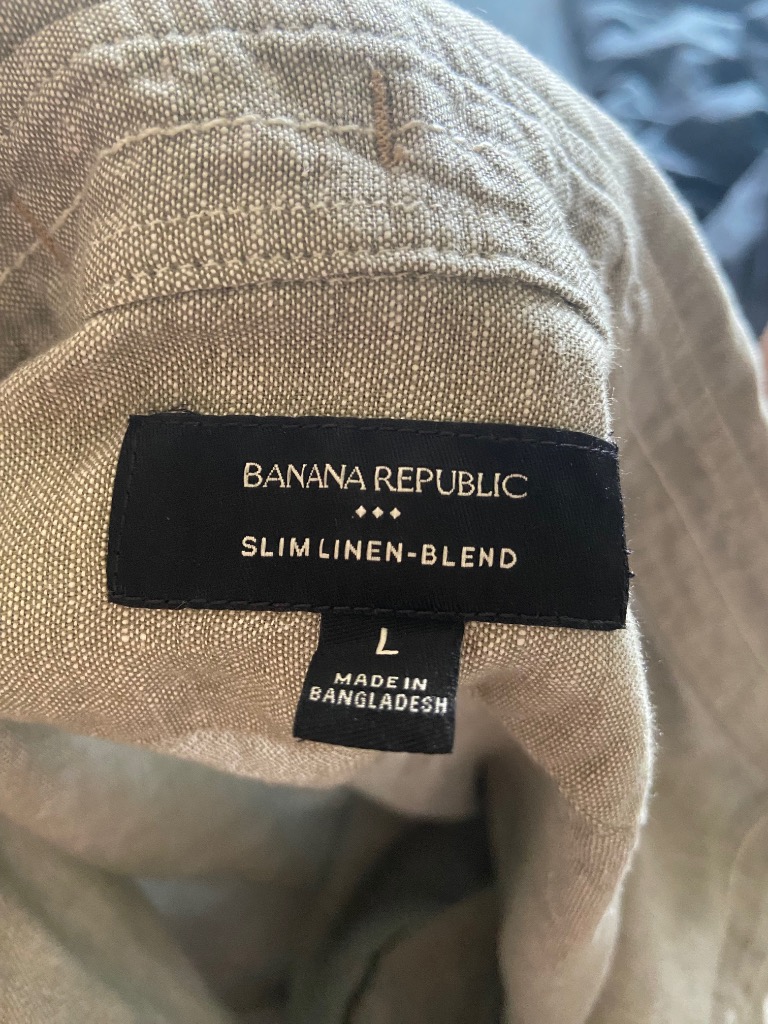 BANANA REPUBLIC
SLIM LINEN-BLEND
L
MADE IN
BANGLADESH